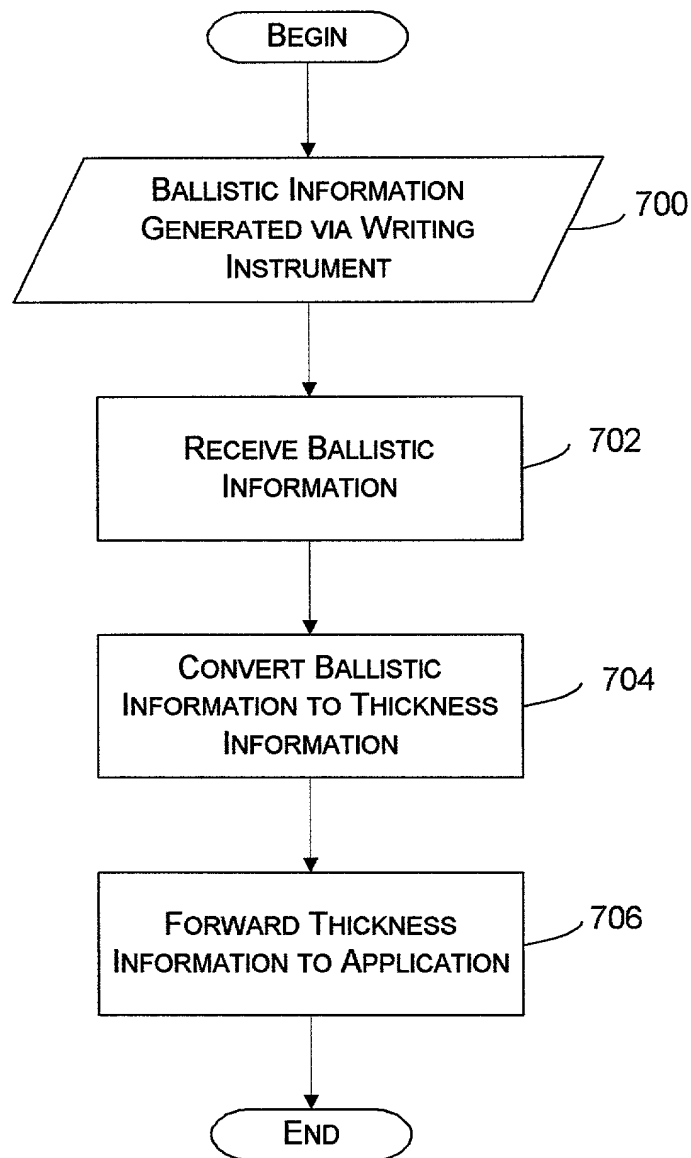 BEGIN
BALLISTIC INFORMATION
GENERATED VIA WRITING
INSTRUMENT
700
RECEIVE BALLISTIC
INFORMATION
702
CONVERT BALLISTIC
INFORMATION TO THICKNESS
INFORMATION
704
FORWARD THICKNESS
INFORMATION TO APPLICATION
706
END